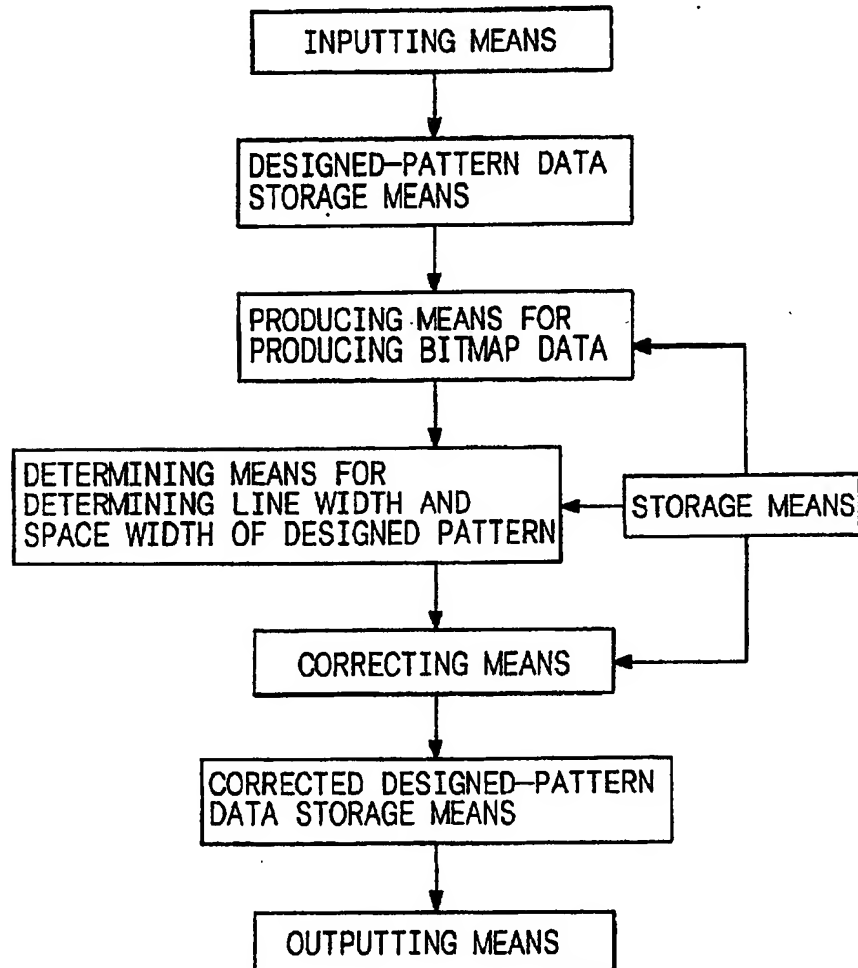 INPUTTING MEANS
DESIGNED-PATTERN DATA
STORAGE MEANS
PRODUCING MEANS FOR
PRODUCING BITMAP DATA
DETERMINING MEANS FOR
DETERMINING LINE WIDTH AND
SPACE WIDTH OF DESIGNED PATTERN
STORAGE MEANS
CORRECTING MEANS
CORRECTED DESIGNED-PATTERN
DATA STORAGE MEANS
OUTPUTTING MEANS